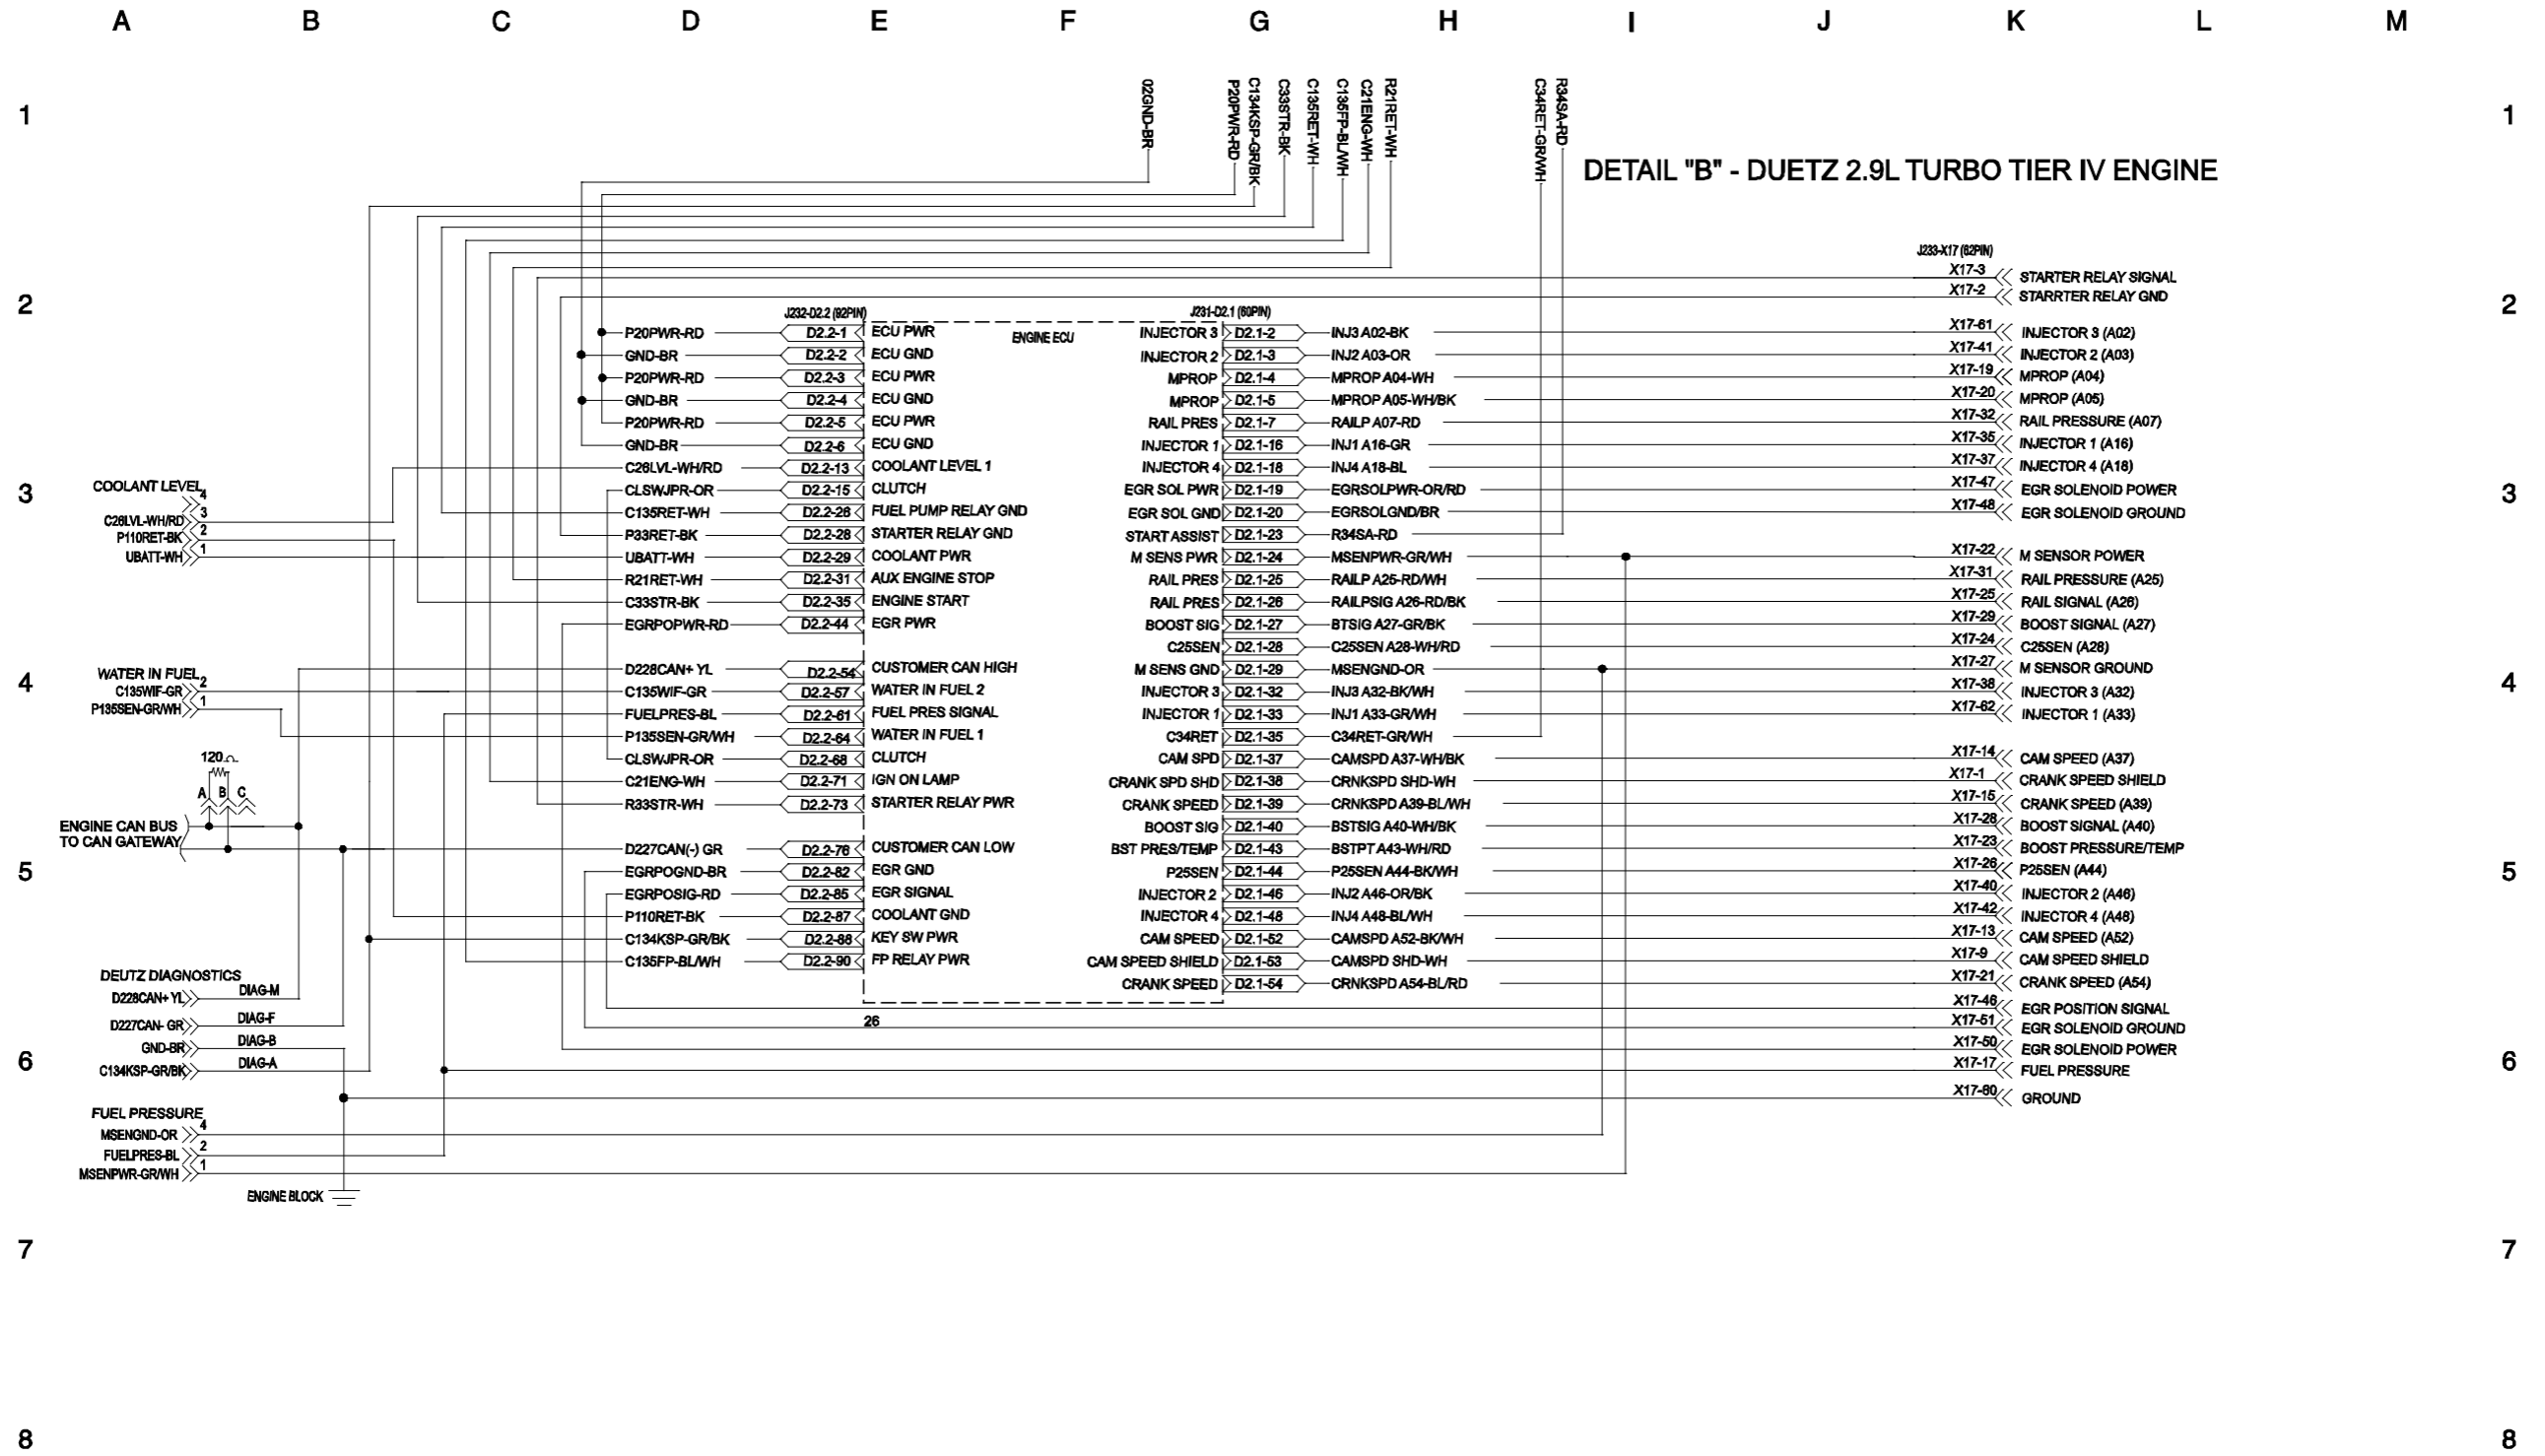 A B C D E F G H I J K L M
1 1
02GND-BR
P20PWR-RD
C134KSP-GR/BK
C33STR-BK
C135RET-WH
C135FP-BL/WH
C21ENG-WH
R21RET-WH
C34RET-GR/WH
R34SA-RD
DETAIL "B" - DUETZ 2.9L TURBO TIER IV ENGINE
J233-X17 (62PIN)
X17-3 STARTER RELAY SIGNAL
2 X17-2 STARRTER RELAY GND 2
J232-D2.2 (92PIN) J231-D2.1 (60PIN)
ENGINE ECU
P20PWR-RD D2.2-1 ECU PWR INJECTOR 3 D2.1-2 INJ3 A02-BK X17-61 INJECTOR 3 (A02)
GND-BR D2.2-2 ECU GND INJECTOR 2 D2.1-3 INJ2 A03-OR X17-41 INJECTOR 2 (A03)
P20PWR-RD D2.2-3 ECU PWR MPROP D2.1-4 MPROP A04-WH X17-19 MPROP (A04)
GND-BR D2.2-4 ECU GND MPROP D2.1-5 MPROP A05-WH/BK X17-20 MPROP (A05)
P20PWR-RD D2.2-5 ECU PWR RAIL PRES D2.1-7 RAILP A07-RD X17-32 RAIL PRESSURE (A07)
GND-BR D2.2-6 ECU GND INJECTOR 1 D2.1-16 INJ1 A16-GR X17-35 INJECTOR 1 (A16)
C26LVL-WH/RD D2.2-13 COOLANT LEVEL 1 INJECTOR 4 D2.1-18 INJ4 A18-BL X17-37 INJECTOR 4 (A18)
3 COOLANT LEVEL 4 CLSWJPR-OR D2.2-15 CLUTCH EGR SOL PWR D2.1-19 EGRSOLPWR-OR/RD X17-47 EGR SOLENOID POWER 3
C26LVL-WH/RD 3 C135RET-WH D2.2-26 FUEL PUMP RELAY GND EGR SOL GND D2.1-20 EGRSOLGND/BR X17-48 EGR SOLENOID GROUND
P110RET-BK 2 P33RET-BK D2.2-28 STARTER RELAY GND START ASSIST D2.1-23 R34SA-RD
UBATT-WH 1 UBATT-WH D2.2-29 COOLANT PWR M SENS PWR D2.1-24 MSENPWR-GR/WH X17-22 M SENSOR POWER
R21RET-WH D2.2-31 AUX ENGINE STOP RAIL PRES D2.1-25 RAILP A25-RD/WH X17-31 RAIL PRESSURE (A25)
C33STR-BK D2.2-35 ENGINE START RAIL PRES D2.1-26 RAILPSIG A26-RD/BK X17-25 RAIL SIGNAL (A26)
EGRPOPWR-RD D2.2-44 EGR PWR BOOST SIG D2.1-27 BTSIG A27-GR/BK X17-29 BOOST SIGNAL (A27)
C25SEN D2.1-28 C25SEN A28-WH/RD X17-24 C25SEN (A28)
4 WATER IN FUEL D228CAN+ YL D2.2-54 CUSTOMER CAN HIGH M SENS GND D2.1-29 MSENGND-OR X17-27 M SENSOR GROUND 4
C135WIF-GR 2 C135WIF-GR D2.2-57 WATER IN FUEL 2 INJECTOR 3 D2.1-32 INJ3 A32-BK/WH X17-38 INJECTOR 3 (A32)
P135SEN-GR/WH 1 FUELPRES-BL D2.2-61 FUEL PRES SIGNAL INJECTOR 1 D2.1-33 INJ1 A33-GR/WH X17-62 INJECTOR 1 (A33)
P135SEN-GR/WH D2.2-64 WATER IN FUEL 1 C34RET D2.1-35 C34RET-GR/WH
120Ω CLSWJPR-OR D2.2-68 CLUTCH CAM SPD D2.1-37 CAMSPD A37-WH/BK X17-14 CAM SPEED (A37)
A B C C21ENG-WH D2.2-71 IGN ON LAMP CRANK SPD SHD D2.1-38 CRNKSPD SHD-WH X17-1 CRANK SPEED SHIELD
R33STR-WH D2.2-73 STARTER RELAY PWR CRANK SPEED D2.1-39 CRNKSPD A39-BL/WH X17-15 CRANK SPEED (A39)
ENGINE CAN BUS BOOST SIG D2.1-40 BSTSIG A40-WH/BK X17-28 BOOST SIGNAL (A40)
TO CAN GATEWAY D227CAN(-) GR D2.2-76 CUSTOMER CAN LOW BST PRES/TEMP D2.1-43 BSTPT A43-WH/RD X17-23 BOOST PRESSURE/TEMP
5 EGRPOGND-BR D2.2-82 EGR GND P25SEN D2.1-44 P25SEN A44-BK/WH X17-26 P25SEN (A44) 5
EGRPOSIG-RD D2.2-85 EGR SIGNAL INJECTOR 2 D2.1-46 INJ2 A46-OR/BK X17-40 INJECTOR 2 (A46)
P110RET-BK D2.2-87 COOLANT GND INJECTOR 4 D2.1-48 INJ4 A48-BL/WH X17-42 INJECTOR 4 (A48)
C134KSP-GR/BK D2.2-88 KEY SW PWR CAM SPEED D2.1-52 CAMSPD A52-BK/WH X17-13 CAM SPEED (A52)
C135FP-BL/WH D2.2-90 FP RELAY PWR CAM SPEED SHIELD D2.1-53 CAMSPD SHD-WH X17-9 CAM SPEED SHIELD
DEUTZ DIAGNOSTICS CRANK SPEED D2.1-54 CRNKSPD A54-BL/RD X17-21 CRANK SPEED (A54)
D228CAN+ YL DIAG-M X17-46 EGR POSITION SIGNAL
D227CAN- GR DIAG-F 26 X17-51 EGR SOLENOID GROUND
GND-BR DIAG-B X17-50 EGR SOLENOID POWER
6 C134KSP-GR/BK DIAG-A X17-17 FUEL PRESSURE 6
X17-60 GROUND
FUEL PRESSURE
MSENGND-OR 4
FUELPRES-BL 2
MSENPWR-GR/WH 1
ENGINE BLOCK
7 7
8 8